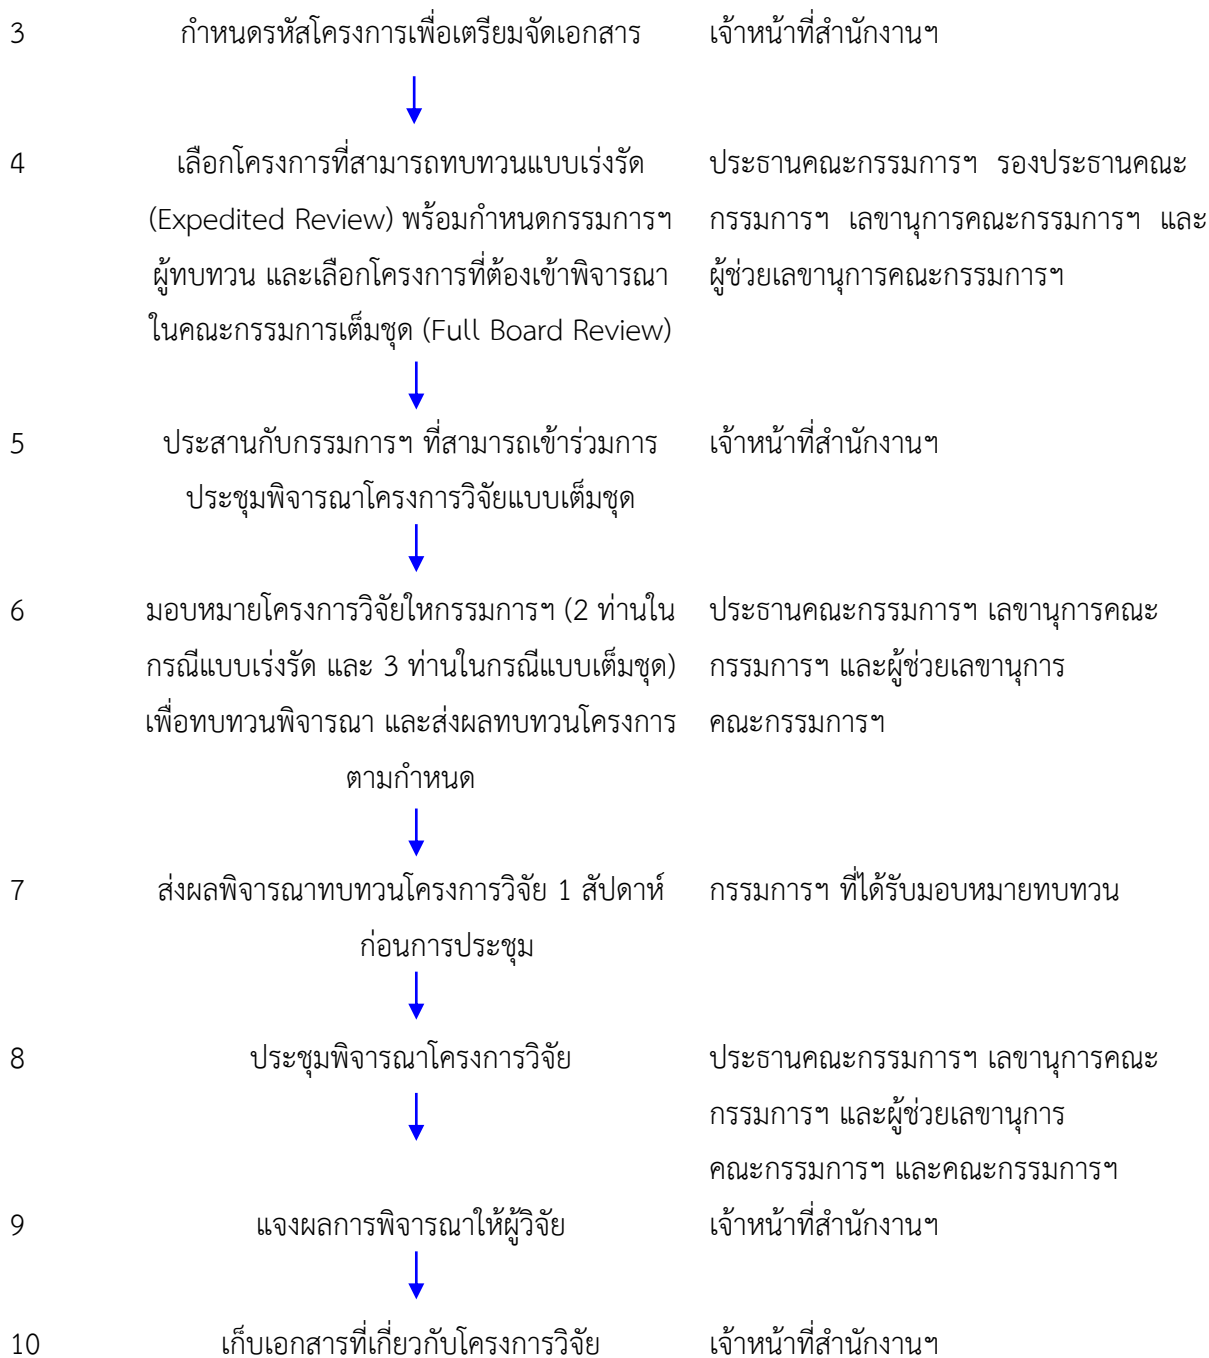 3 กำหนดรหัสโครงการเพื่อเตรียมจัดเอกสาร เจ้าหน้าที่สำนักงานฯ
4 เลือกโครงการที่สามารถทบทวนแบบเร่งรัด ประธานคณะกรรมการฯ รองประธานคณะ
(Expedited Review) พร้อมกำหนดกรรมการฯ กรรมการฯ เลขานุการคณะกรรมการฯ และ
ผู้ทบทวน และเลือกโครงการที่ต้องเข้าพิจารณา ผู้ช่วยเลขานุการคณะกรรมการฯ
ในคณะกรรมการเต็มชุด (Full Board Review)
5 ประสานกับกรรมการฯ ที่สามารถเข้าร่วมการ เจ้าหน้าที่สำนักงานฯ
ประชุมพิจารณาโครงการวิจัยแบบเต็มชุด
6 มอบหมายโครงการวิจัยใหกรรมการฯ (2 ท่านใน ประธานคณะกรรมการฯ เลขานุการคณะ
กรณีแบบเร่งรัด และ 3 ท่านในกรณีแบบเต็มชุด) กรรมการฯ และผู้ช่วยเลขานุการ
เพื่อทบทวนพิจารณา และส่งผลทบทวนโครงการ คณะกรรมการฯ
ตามกำหนด
7 ส่งผลพิจารณาทบทวนโครงการวิจัย 1 สัปดาห์ กรรมการฯ ที่ได้รับมอบหมายทบทวน
ก่อนการประชุม
8 ประชุมพิจารณาโครงการวิจัย ประธานคณะกรรมการฯ เลขานุการคณะ
กรรมการฯ และผู้ช่วยเลขานุการ
คณะกรรมการฯ และคณะกรรมการฯ
9 แจงผลการพิจารณาให้ผู้วิจัย เจ้าหน้าที่สำนักงานฯ
10 เก็บเอกสารที่เกี่ยวกับโครงการวิจัย เจ้าหน้าที่สำนักงานฯ